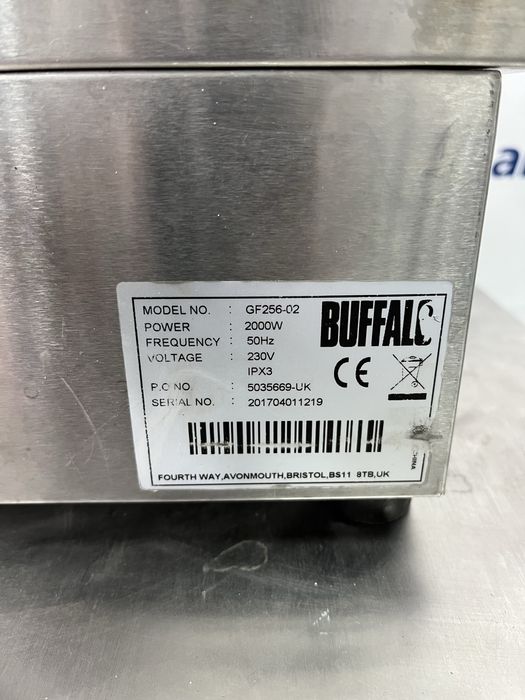 MODEL NO. : GF256-02
POWER : 2000W
FREQUENCY : 50Hz
VOLTAGE : 230V
IPX3
P.O NO. : 5035669-UK
SERIAL NO. : 201704011219
BUFFALO
CE
CHINA
FOURTH WAY,AVONMOUTH,BRISTOL,BS11 8TB,UK